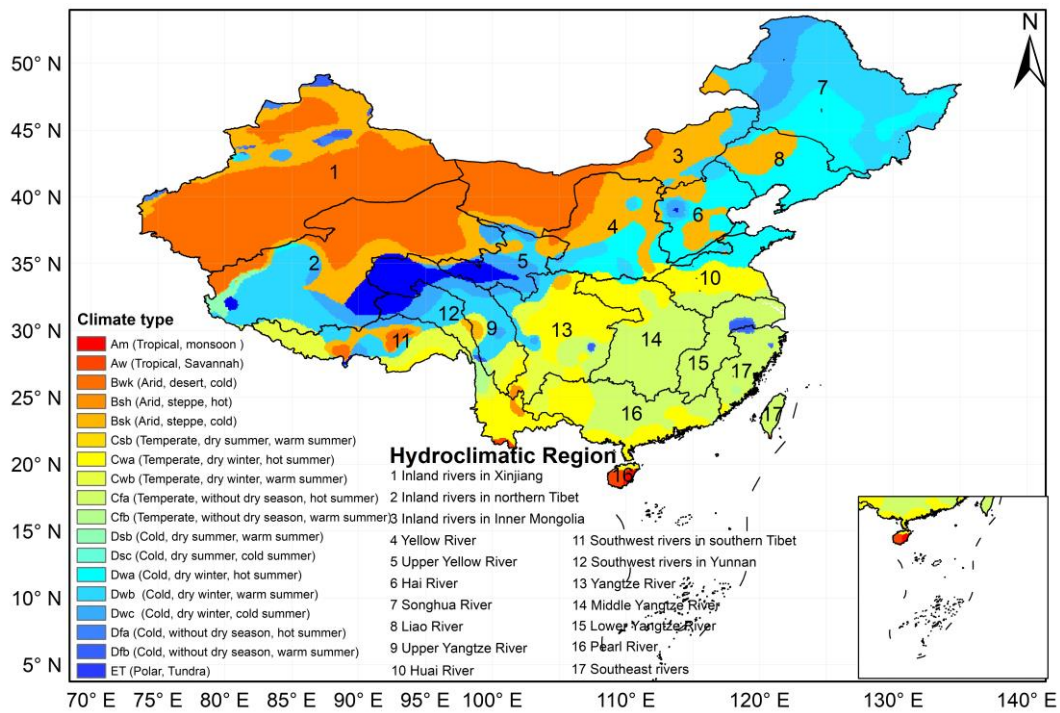 N
50° N
45° N
40° N
35° N
30° N
25° N
20° N
15° N
10° N
5° N
7
3
8
1
6
4
2
5
10
12
9
13
14
11
15
17
16
17
16
Climate type
Am (Tropical, monsoon )
Aw (Tropical, Savannah)
Bwk (Arid, desert, cold)
Bsh (Arid, steppe, hot)
Bsk (Arid, steppe, cold)
Csb (Temperate, dry summer, warm summer)
Cwa (Temperate, dry winter, hot summer)
Cwb (Temperate, dry winter, warm summer)
Cfa (Temperate, without dry season, hot summer)
Cfb (Temperate, without dry season, warm summer)
Dsb (Cold, dry summer, warm summer)
Dsc (Cold, dry summer, cold summer)
Dwa (Cold, dry winter, hot summer)
Dwb (Cold, dry winter, warm summer)
Dwc (Cold, dry winter, cold summer)
Dfa (Cold, without dry season, hot summer)
Dfb (Cold, without dry season, warm summer)
ET (Polar, Tundra)
Hydroclimatic Region
1 Inland rivers in Xinjiang
2 Inland rivers in northern Tibet
3 Inland rivers in Inner Mongolia
4 Yellow River
5 Upper Yellow River
6 Hai River
7 Songhua River
8 Liao River
9 Upper Yangtze River
10 Huai River
11 Southwest rivers in southern Tibet
12 Southwest rivers in Yunnan
13 Yangtze River
14 Middle Yangtze River
15 Lower Yangtze River
16 Pearl River
17 Southeast rivers
70° E
75° E
80° E
85° E
90° E
95° E
100° E
110° E
120° E
130° E
140° E